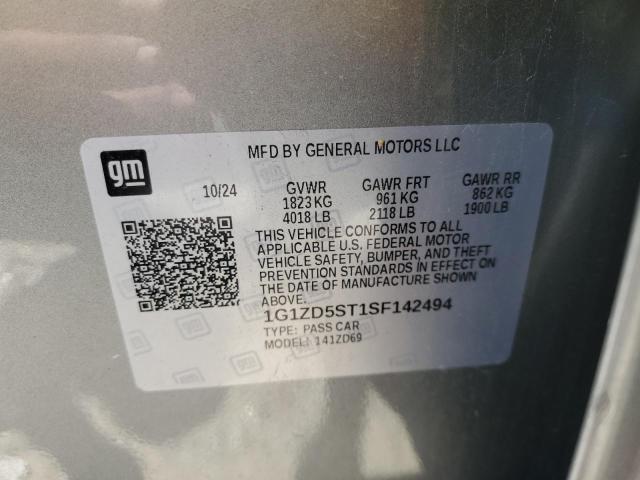 gm
MFD BY GENERAL MOTORS LLC
10/24 GVWR GAWR FRT GAWR RR
1823 KG 961 KG 862 KG
4018 LB 2118 LB 1900 LB
THIS VEHICLE CONFORMS TO ALL
APPLICABLE U.S. FEDERAL MOTOR
VEHICLE SAFETY, BUMPER, AND THEFT
PREVENTION STANDARDS IN EFFECT ON
THE DATE OF MANUFACTURE SHOWN
ABOVE.
1G1ZD5ST1SF142494
TYPE: PASS CAR
MODEL: 141ZD69